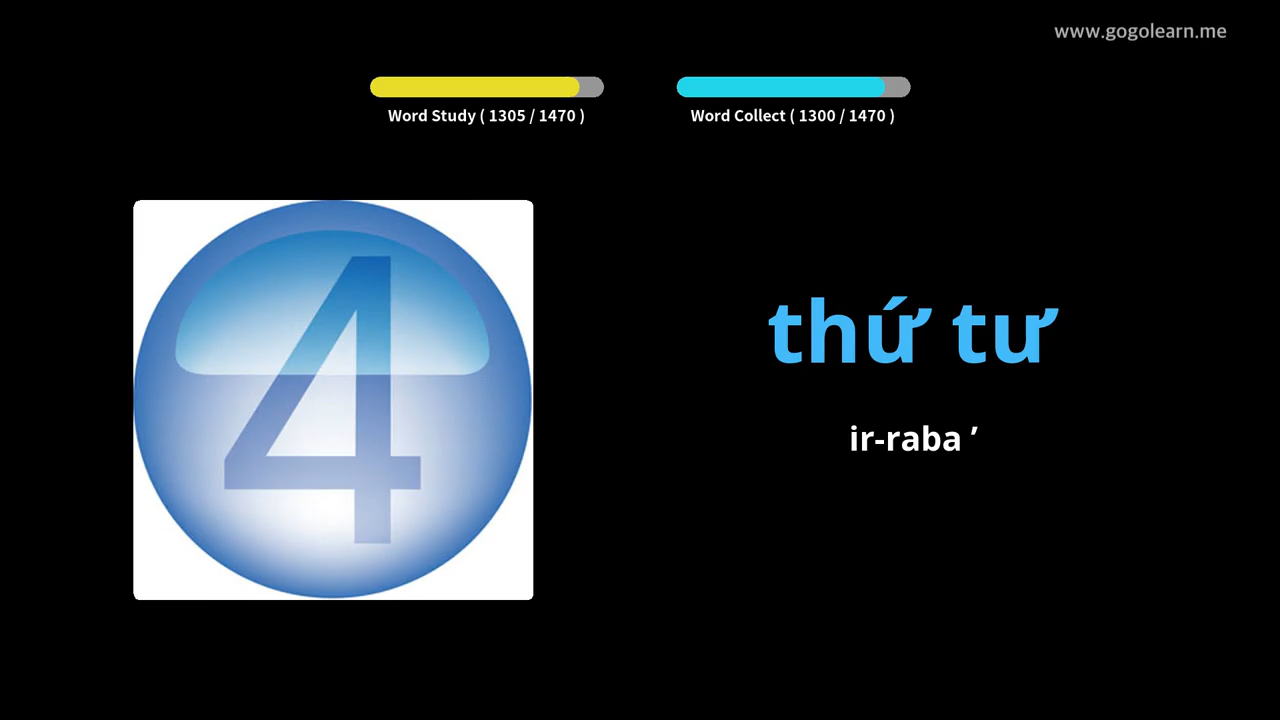 www.gogolearn.me
Word Study ( 1305 / 1470 )
Word Collect ( 1300 / 1470 )
4
thứ tư
ir-raba ’